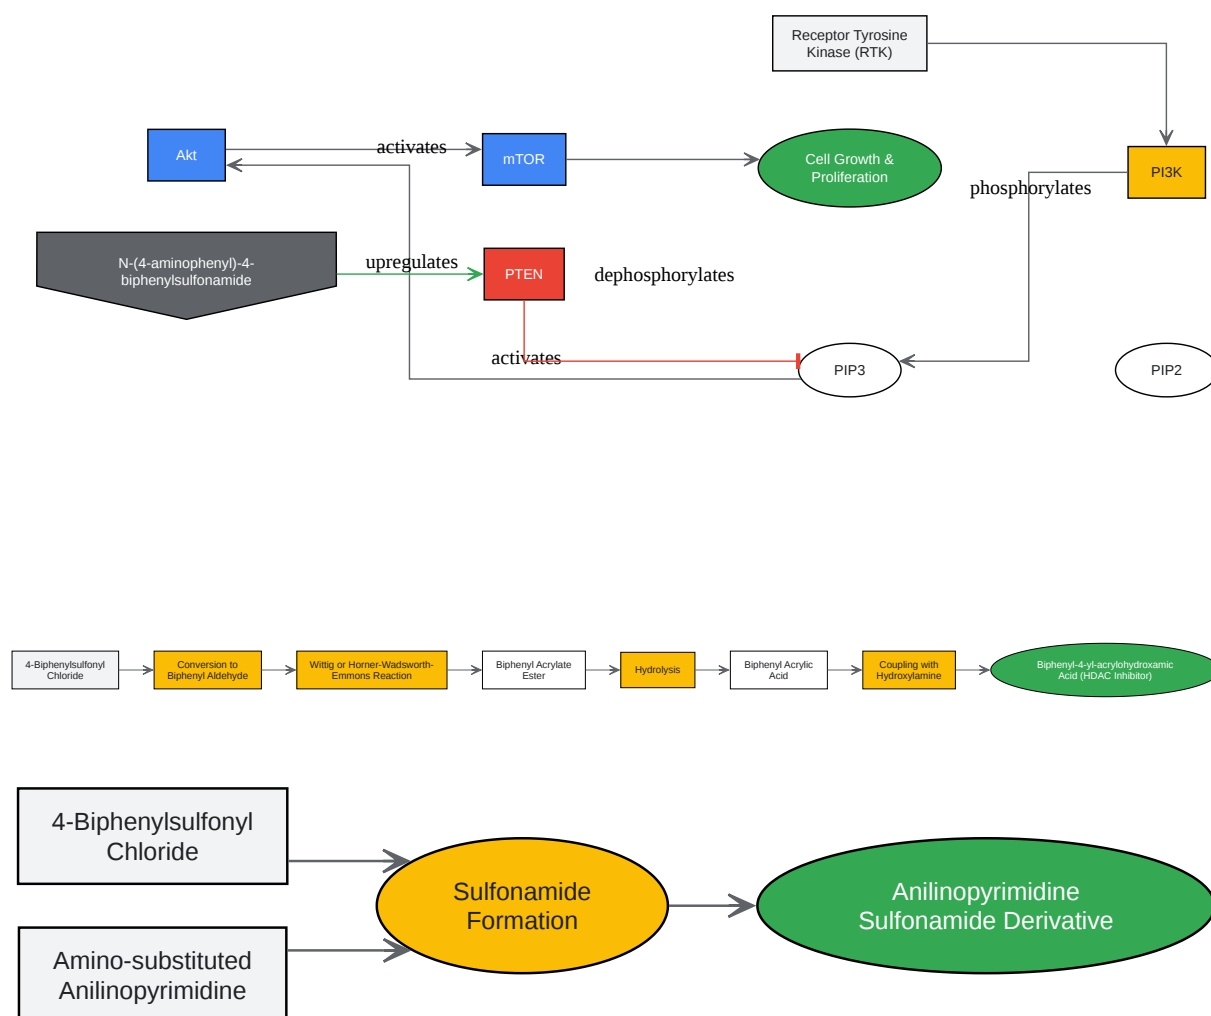 Receptor Tyrosine
Kinase (RTK)
Akt
activates
mTOR
Cell Growth &
Proliferation
phosphorylates
PI3K
N-(4-aminophenyl)-4-
biphenylsulfonamide
upregulates
PTEN
dephosphorylates
activates
PIP3
PIP2
4-Biphenylsulfonyl
Chloride
Conversion to
Biphenyl Aldehyde
Wittig or Horner-Wadsworth-
Emmons Reaction
Biphenyl Acrylate
Ester
Hydrolysis
Biphenyl Acrylic
Acid
Coupling with
Hydroxylamine
Biphenyl-4-yl-acrylohydroxamic
Acid (HDAC Inhibitor)
4-Biphenylsulfonyl
Chloride
Sulfonamide
Formation
Anilinopyrimidine
Sulfonamide Derivative
Amino-substituted
Anilinopyrimidine